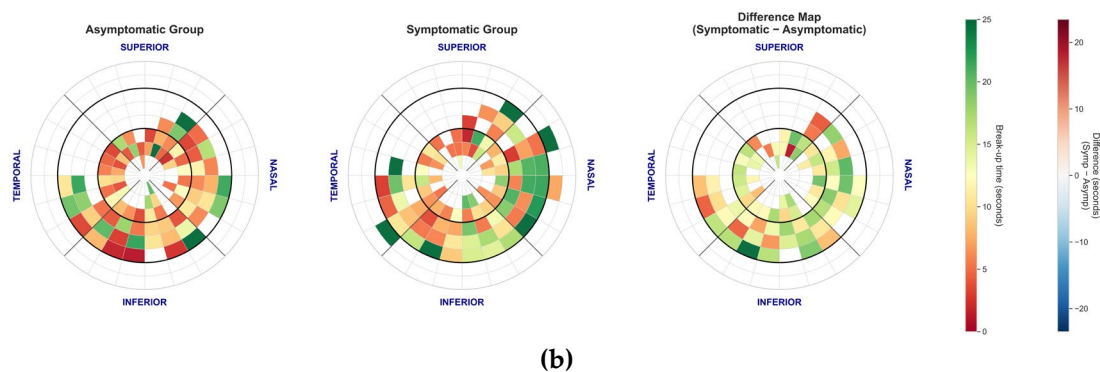 Asymptomatic Group
SUPERIOR
TEMPORAL
NASAL
INFERIOR
Symptomatic Group
SUPERIOR
TEMPORAL
NASAL
INFERIOR
Difference Map
(Symptomatic − Asymptomatic)
SUPERIOR
TEMPORAL
NASAL
INFERIOR
25
20
15
10
5
0
Break-up time (seconds)
20
10
0
−10
−20
Difference (seconds)
(Symp − Asymp)
(b)